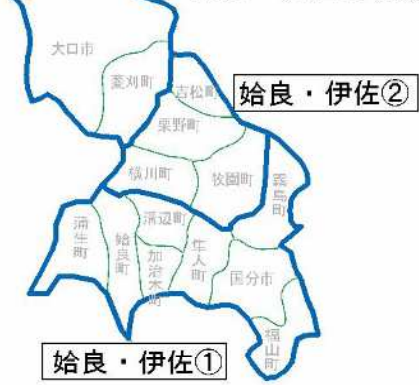 大口市
菱刈町
吉松町
姶良・伊佐②
栗野町
横川町
牧園町
霧島町
蒲生町
姶良町
溝辺町
加治木町
隼人町
国分市
福山町
姶良・伊佐①